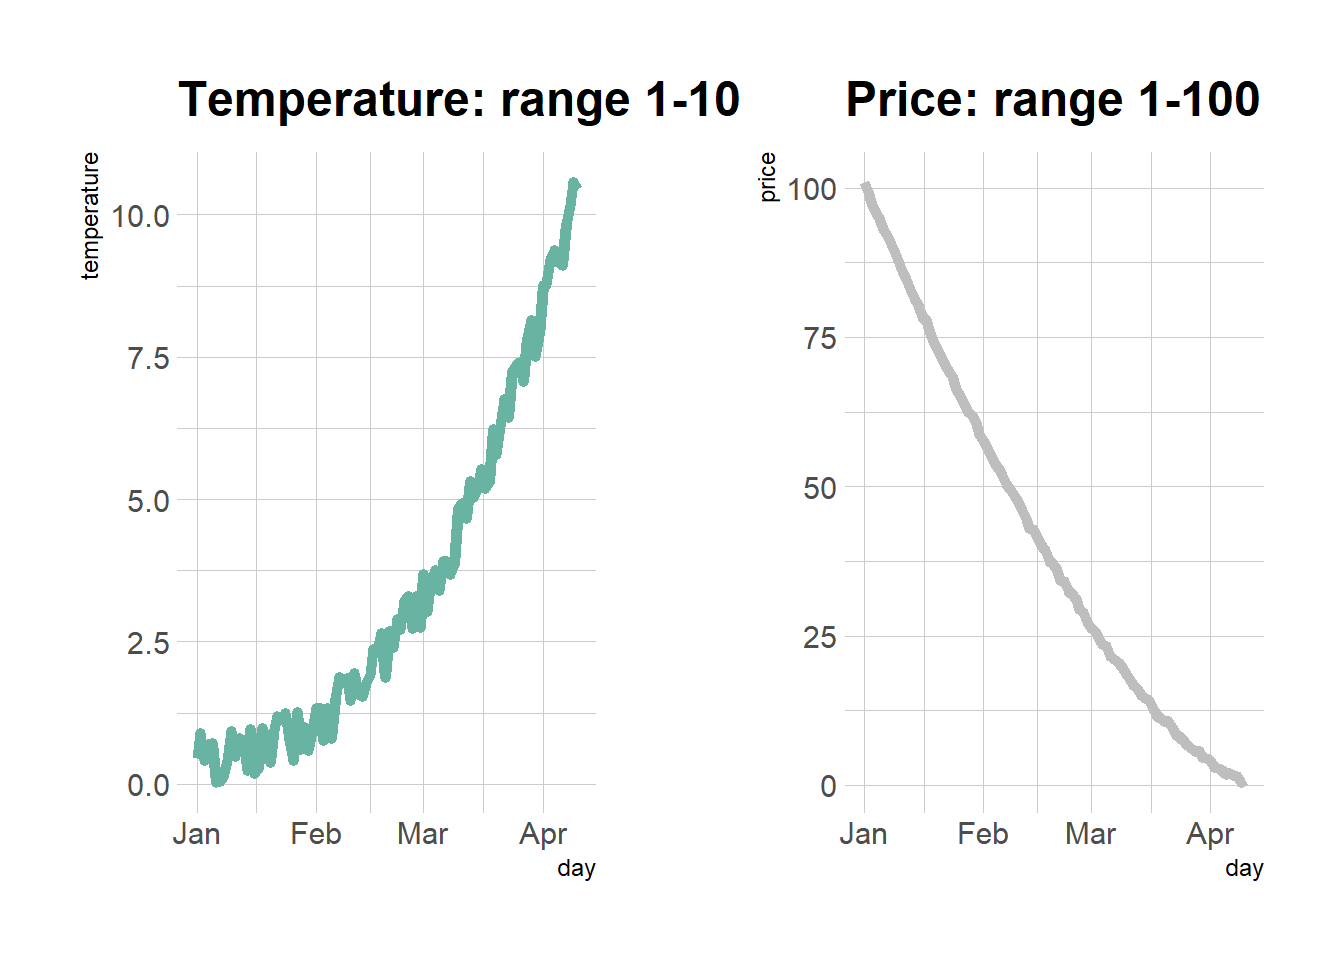 Temperature: range 1-10
temperature
10.0
7.5
5.0
2.5
0.0
Jan Feb Mar Apr
day
Price: range 1-100
price
100
75
50
25
0
Jan Feb Mar Apr
day